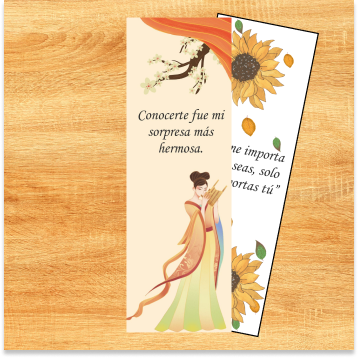 Conocerte fue mi
sorpresa más
hermosa.
me importa
seas, solo
portas tú”